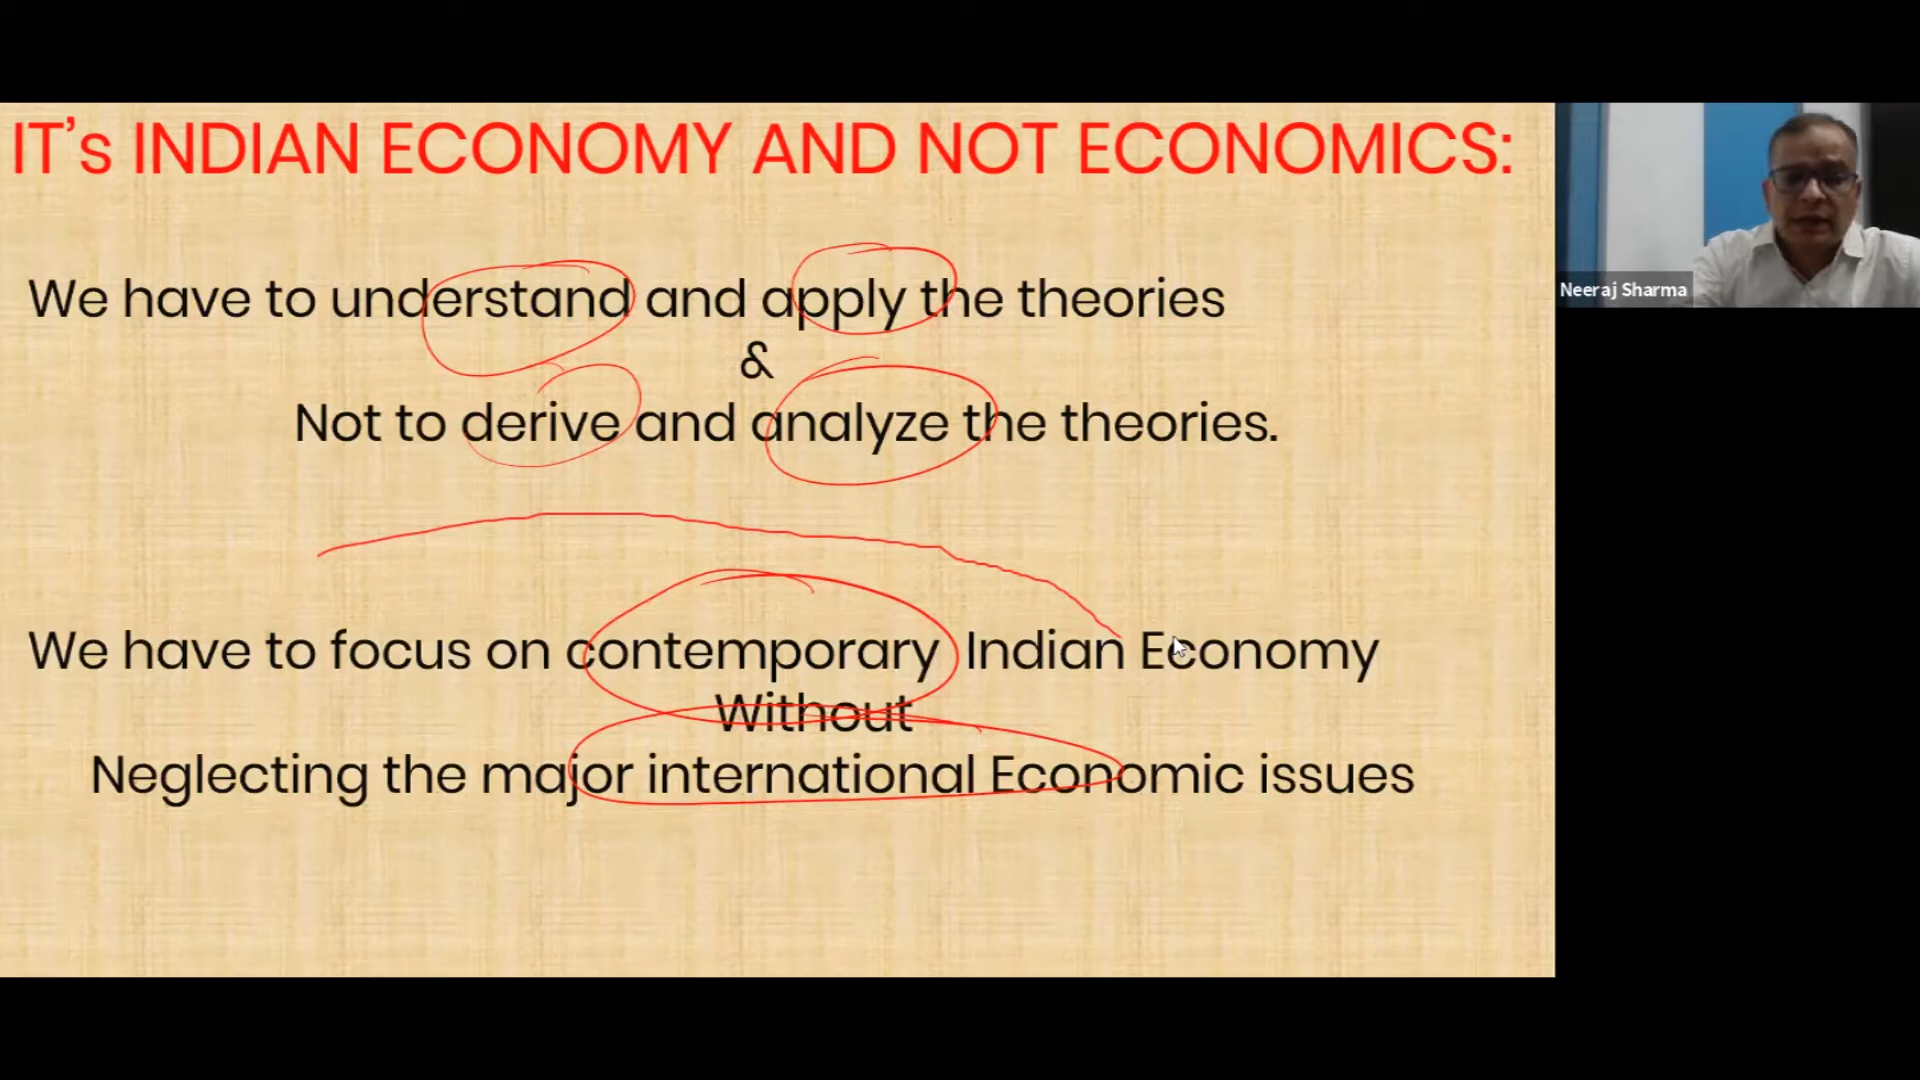 IT’s INDIAN ECONOMY AND NOT ECONOMICS:
We have to understand and apply the theories
&
Not to derive and analyze the theories.
We have to focus on contemporary Indian Economy
Without
Neglecting the major international Economic issues
Neeraj Sharma